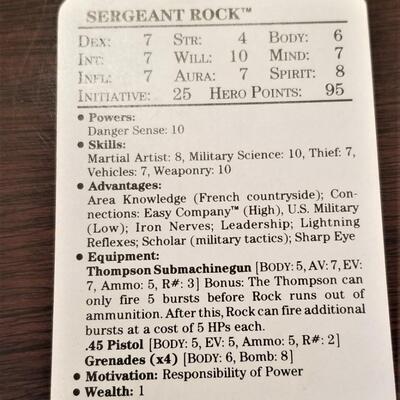 SERGEANT ROCK™
DEX: 7 STR: 4 BODY: 6
INT: 7 WILL: 10 MIND: 7
INFL: 7 AURA: 7 SPIRIT: 8
INITIATIVE: 25 HERO POINTS: 95
• Powers:
Danger Sense: 10
• Skills:
Martial Artist: 8, Military Science: 10, Thief: 7,
Vehicles: 7, Weaponry: 10
• Advantages:
Area Knowledge (French countryside); Con-
nections: Easy Company™ (High), U.S. Military
(Low); Iron Nerves; Leadership; Lightning
Reflexes; Scholar (military tactics); Sharp Eye
• Equipment:
Thompson Submachinegun [BODY: 5, AV: 7, EV:
7, Ammo: 5, R#: 3] Bonus: The Thompson can
only fire 5 bursts before Rock runs out of
ammunition. After this, Rock can fire additional
bursts at a cost of 5 HPs each.
.45 Pistol [BODY: 5, EV: 5, Ammo: 5, R#: 2]
Grenades (x4) [BODY: 6, Bomb: 8]
• Motivation: Responsibility of Power
• Wealth: 1